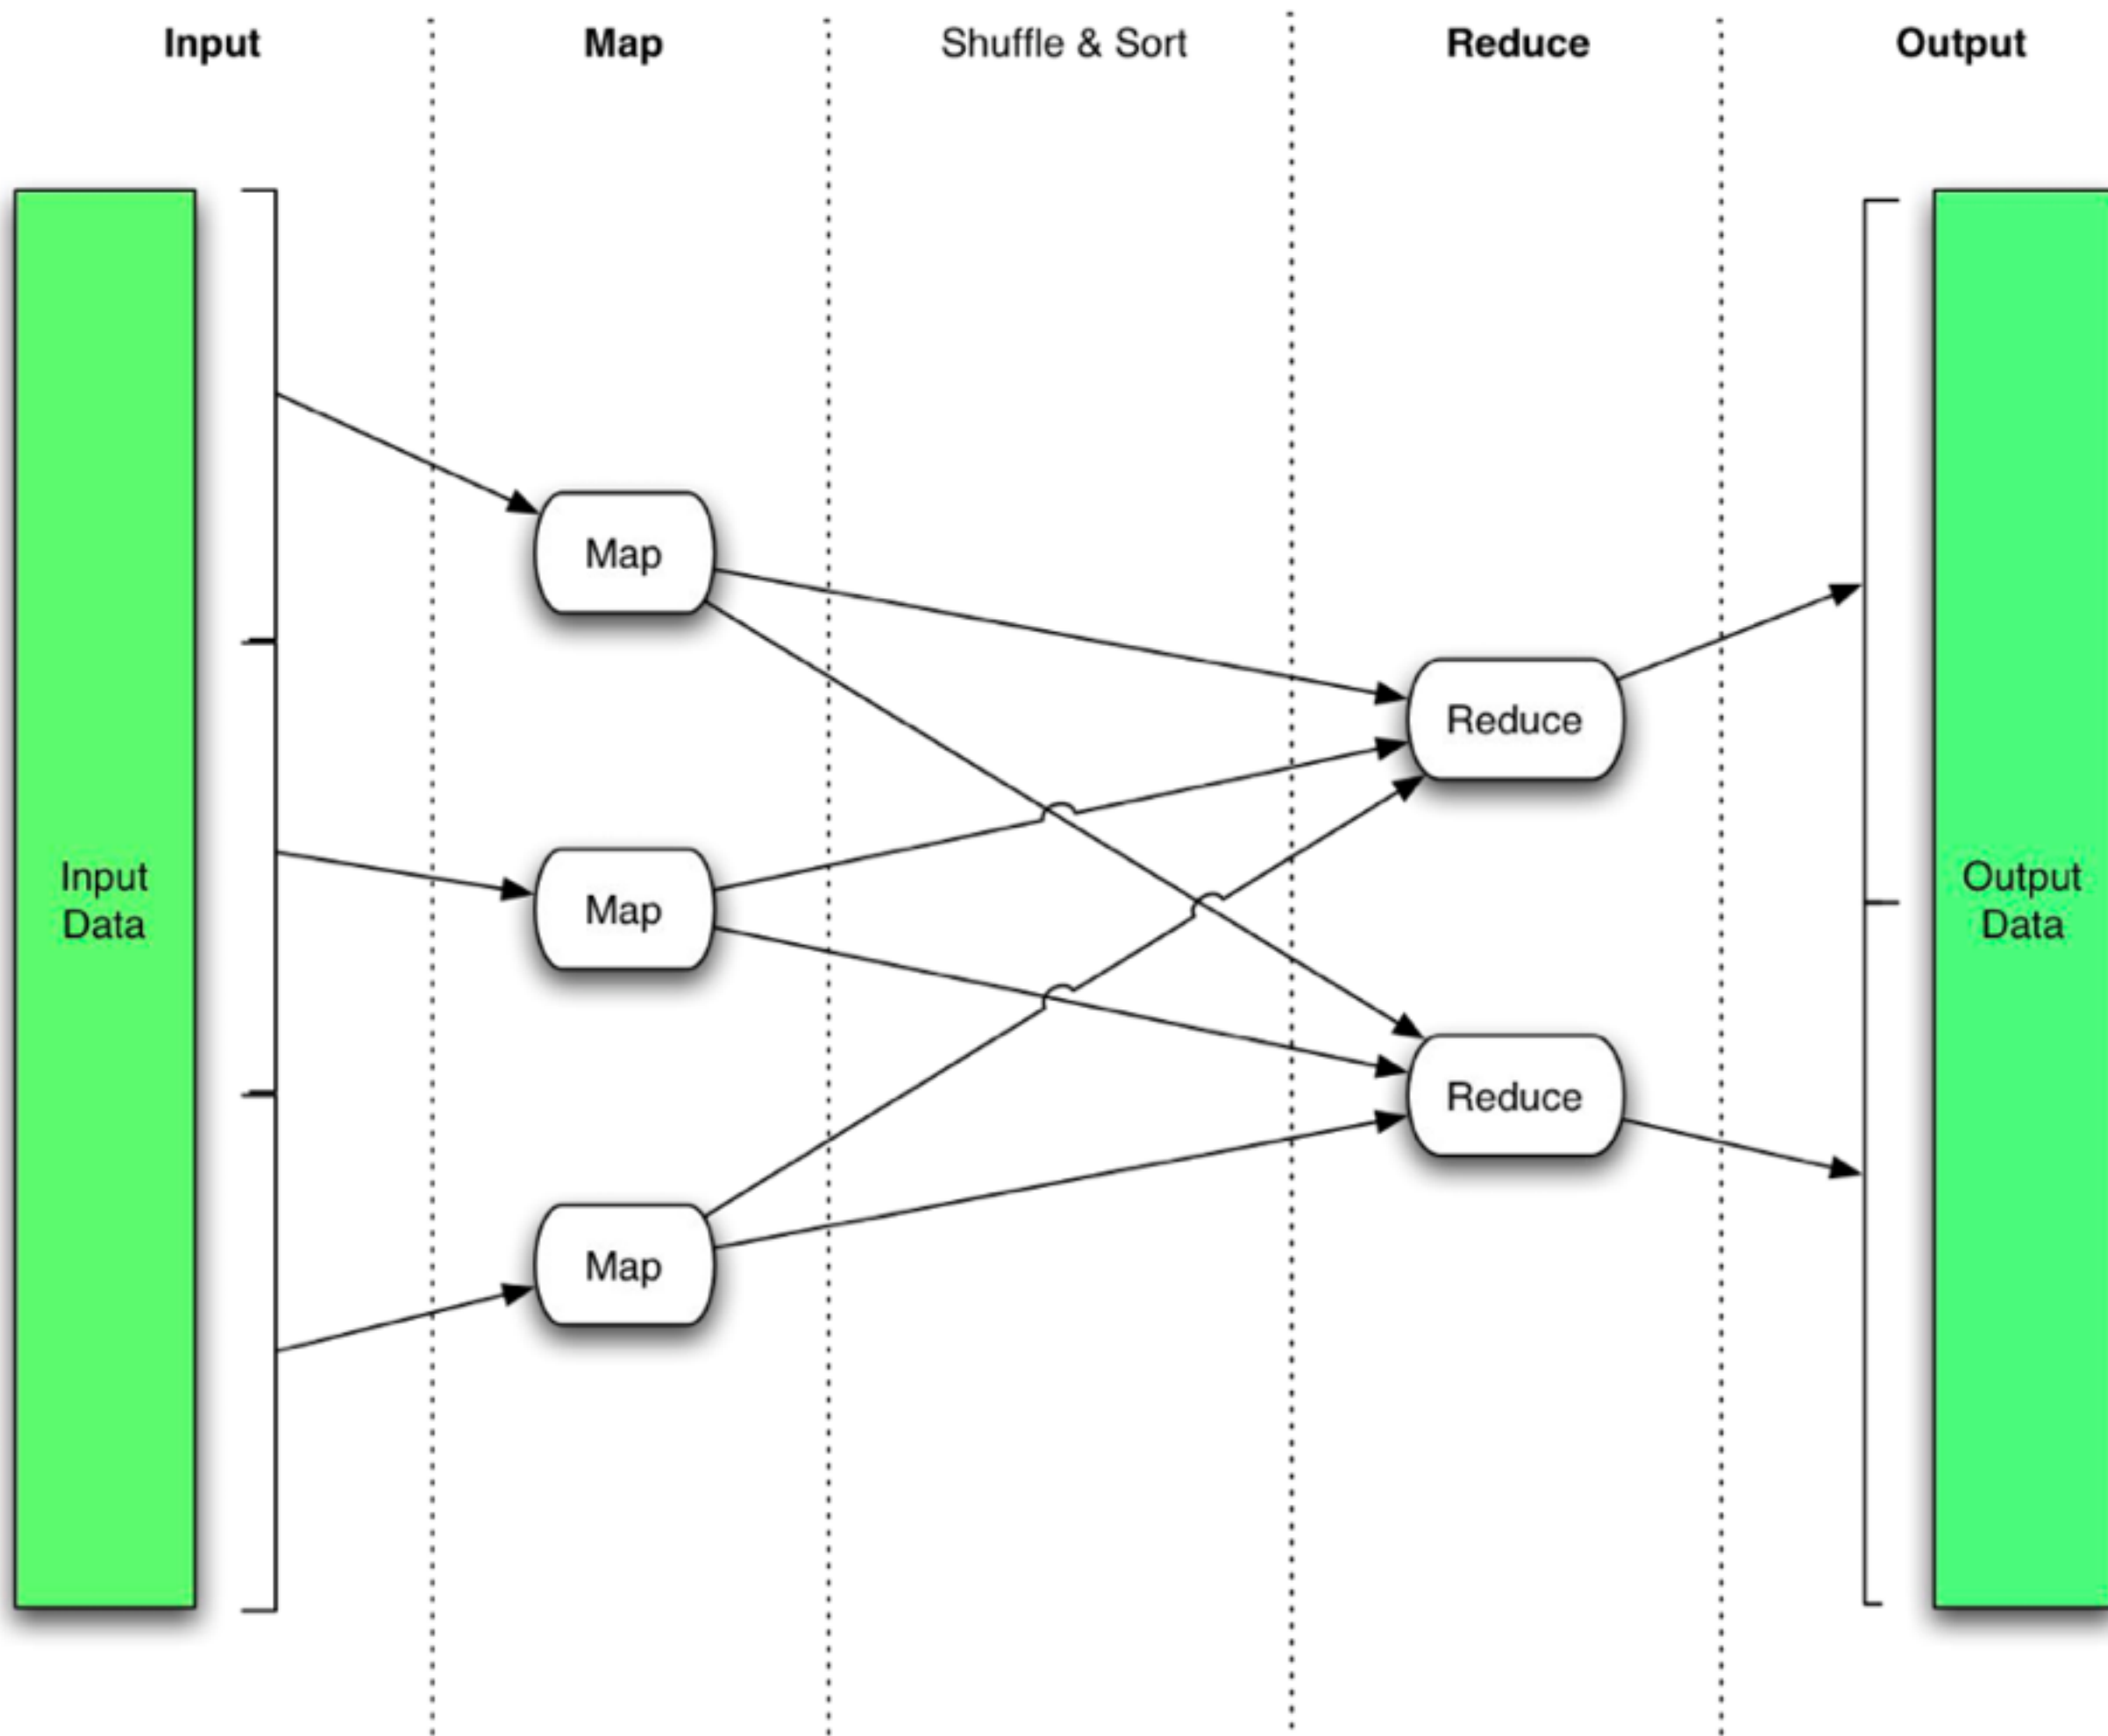 Input
Map
Shuffle & Sort
Reduce
Output
Map
Reduce
Input
Data
Map
Output
Data
Reduce
Map